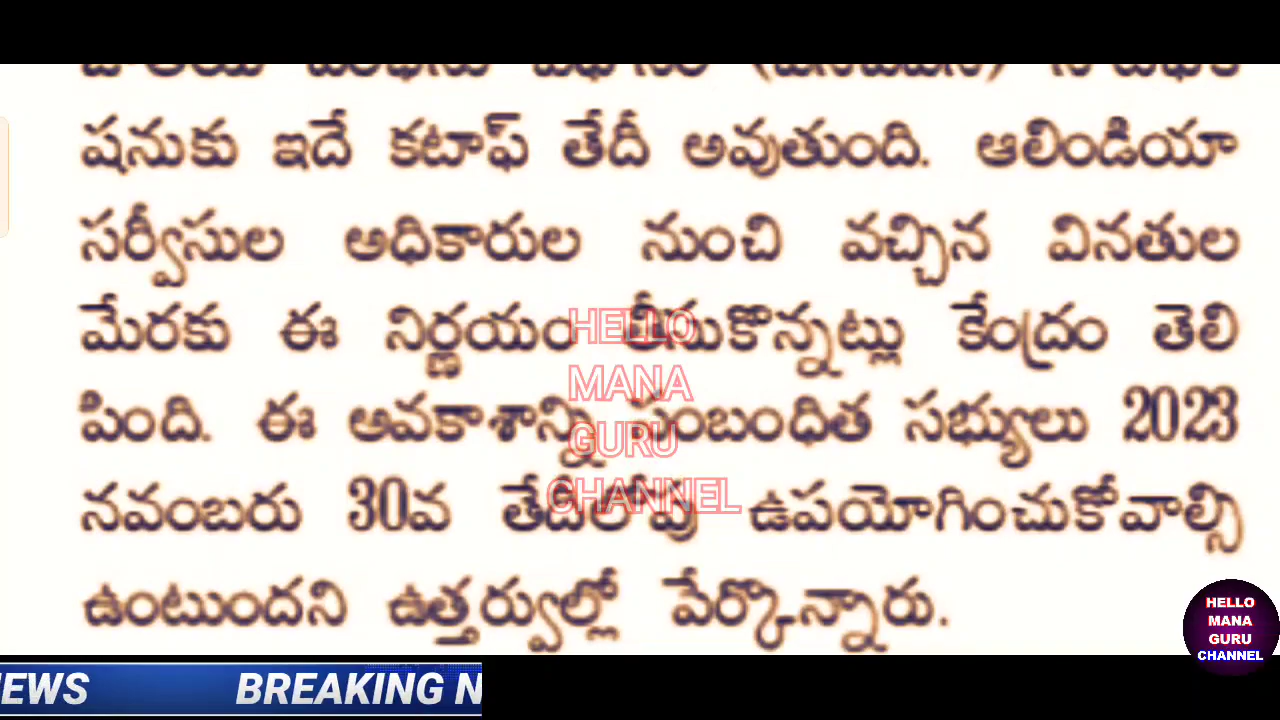 షనుకు ఇదే కటాఫ్ తేదీ అవుతుంది. ఆలిండియా
సర్వీసుల అధికారుల నుంచి వచ్చిన వినతుల
మేరకు ఈ నిర్ణయం తీసుకొన్నట్లు కేంద్రం తెలి
పింది. ఈ అవకాశాన్ని సంబంధిత సభ్యులు 2023
నవంబరు 30వ తేదీలోపు ఉపయోగించుకోవాల్సి
ఉంటుందని ఉత్తర్వుల్లో పేర్కొన్నారు.
HELLO
MANA
GURU
CHANNEL
HELLO
MANA
GURU
CHANNEL
EWS BREAKING N